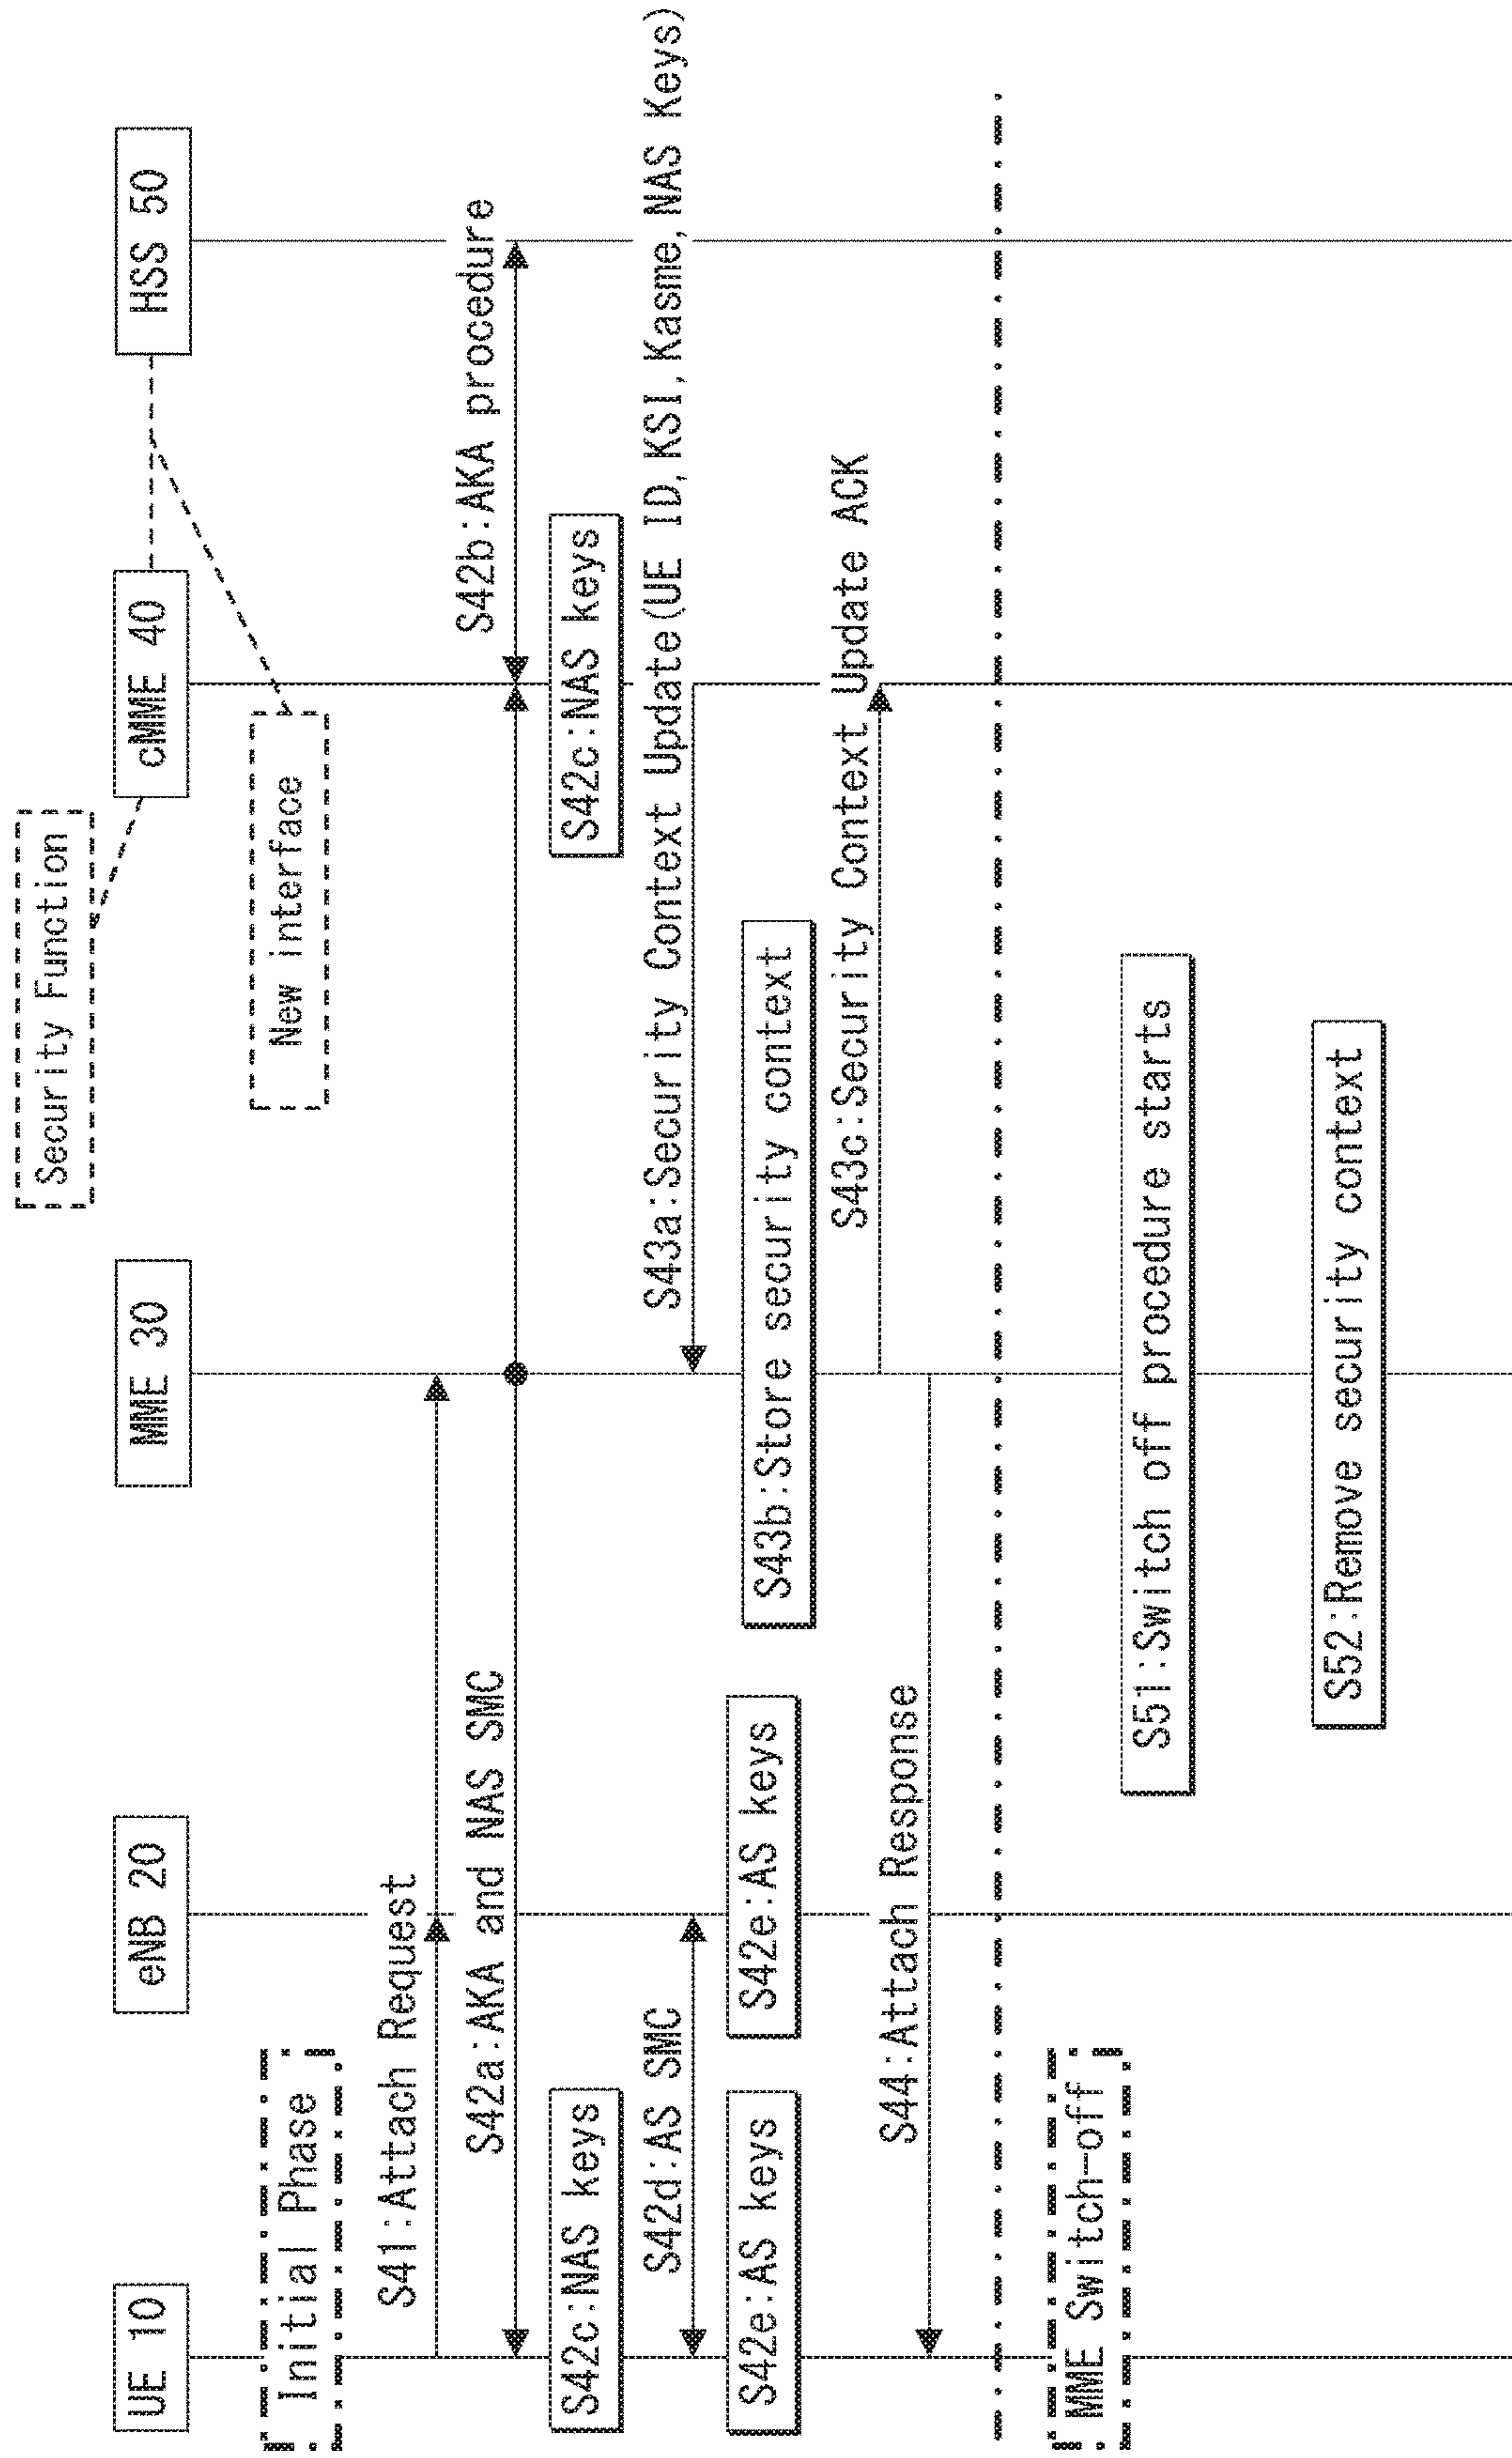 Security Function
UE 10
eNB 20
MME 30
cMME 40
HSS 50
Initial Phase
New interface
S41:Attach Request
S42a:AKA and NAS SMC
S42b:AKA procedure
S42c:NAS keys
S42c:NAS keys
S42d:AS SMC
S43a:Security Context Update(UE ID, KSI, Kasme, NAS Keys)
S42e:AS keys
S42e:AS keys
S43b:Store security context
S43c:Security Context Update ACK
S44:Attach Response
MME Switch-off
S51:Switch off procedure starts
S52:Remove security context